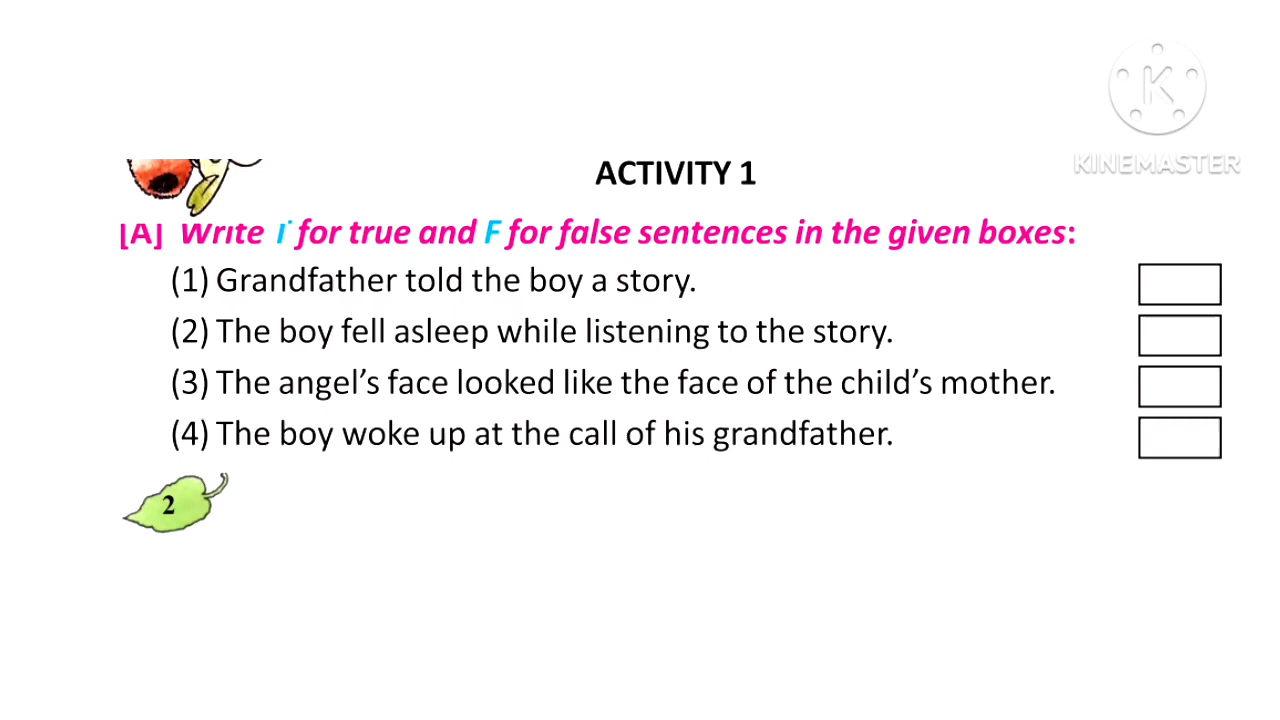 KINEMASTER
ACTIVITY 1
[A] Write T for true and F for false sentences in the given boxes:
(1) Grandfather told the boy a story.
(2) The boy fell asleep while listening to the story.
(3) The angel's face looked like the face of the child's mother.
(4) The boy woke up at the call of his grandfather.
2